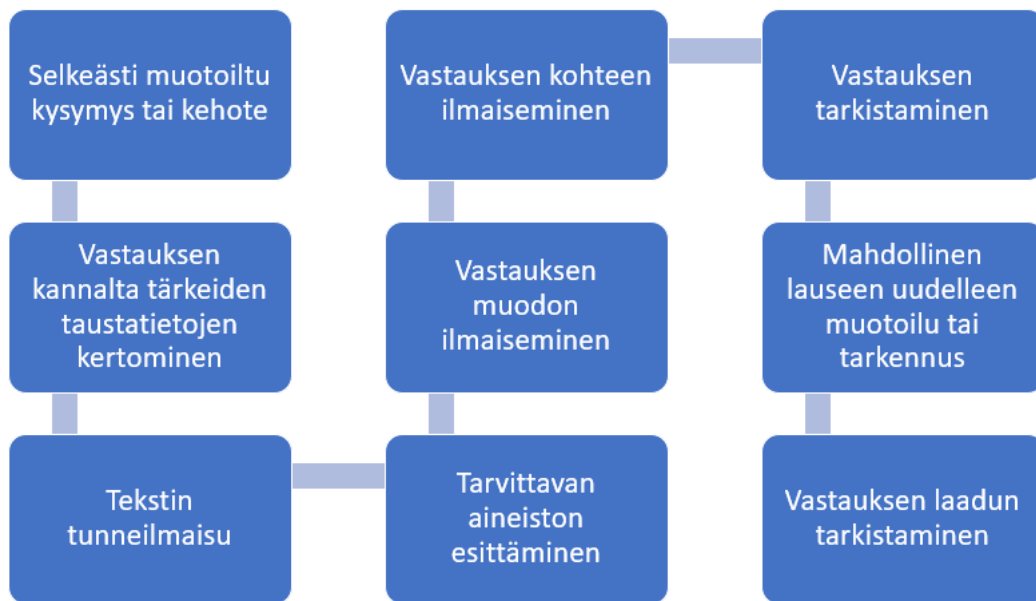 Selkeästi muotoiltu
kysymys tai kehote
Vastauksen
kannalta tärkeiden
taustatietojen
kertominen
Tekstin
tunneilmaisu
Tarvittavan
aineiston
esittäminen
Vastauksen
muodon
ilmaiseminen
Vastauksen kohteen
ilmaiseminen
Vastauksen
tarkistaminen
Mahdollinen
lauseen uudelleen
muotoilu tai
tarkennus
Vastauksen laadun
tarkistaminen